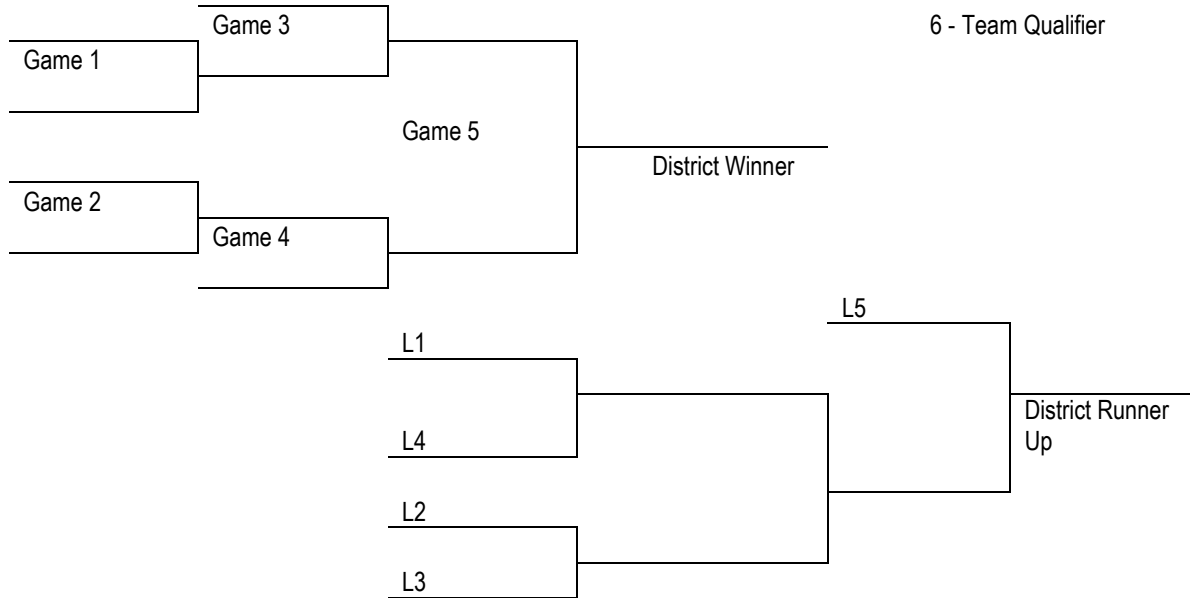 Game 3
6 - Team Qualifier
Game 1
Game 5
District Winner
Game 2
Game 4
L5
L1
District Runner
Up
L4
L2
L3